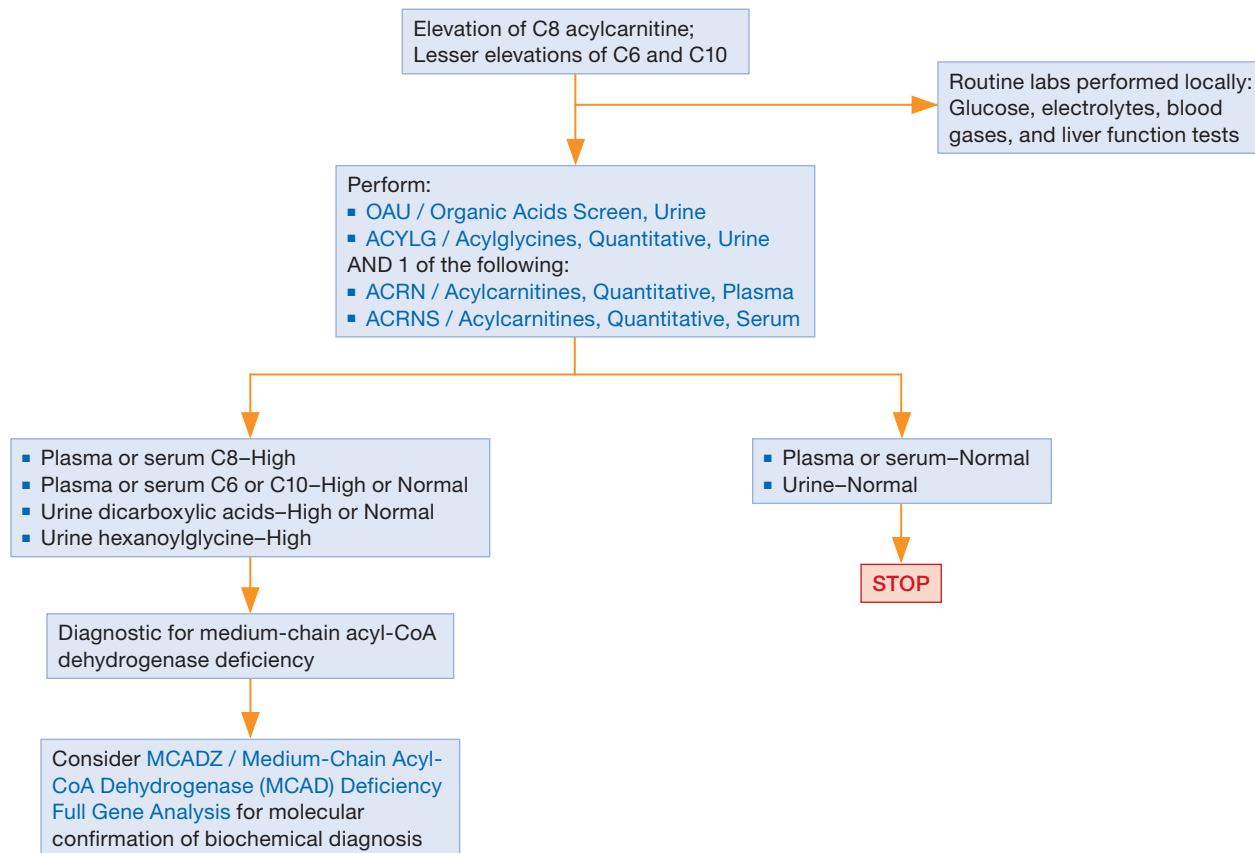 Elevation of C8 acylcarnitine;
Lesser elevations of C6 and C10
Routine labs performed locally:
Glucose, electrolytes, blood
gases, and liver function tests
Perform:
▪ OAU / Organic Acids Screen, Urine
▪ ACYLG / Acylglycines, Quantitative, Urine
AND 1 of the following:
▪ ACRN / Acylcarnitines, Quantitative, Plasma
▪ ACRNS / Acylcarnitines, Quantitative, Serum
▪ Plasma or serum C8–High
▪ Plasma or serum C6 or C10–High or Normal
▪ Urine dicarboxylic acids–High or Normal
▪ Urine hexanoylglycine–High
▪ Plasma or serum–Normal
▪ Urine–Normal
STOP
Diagnostic for medium-chain acyl-CoA
dehydrogenase deficiency
Consider MCADZ / Medium-Chain Acyl-
CoA Dehydrogenase (MCAD) Deficiency
Full Gene Analysis for molecular
confirmation of biochemical diagnosis